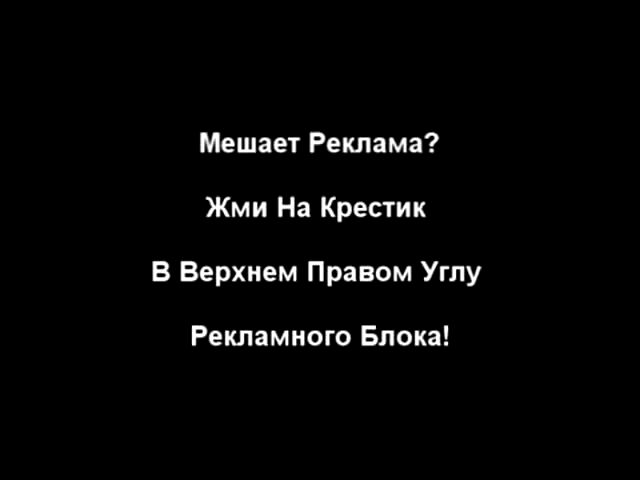 Мешает Реклама?
Жми На Крестик
В Верхнем Правом Углу
Рекламного Блока!